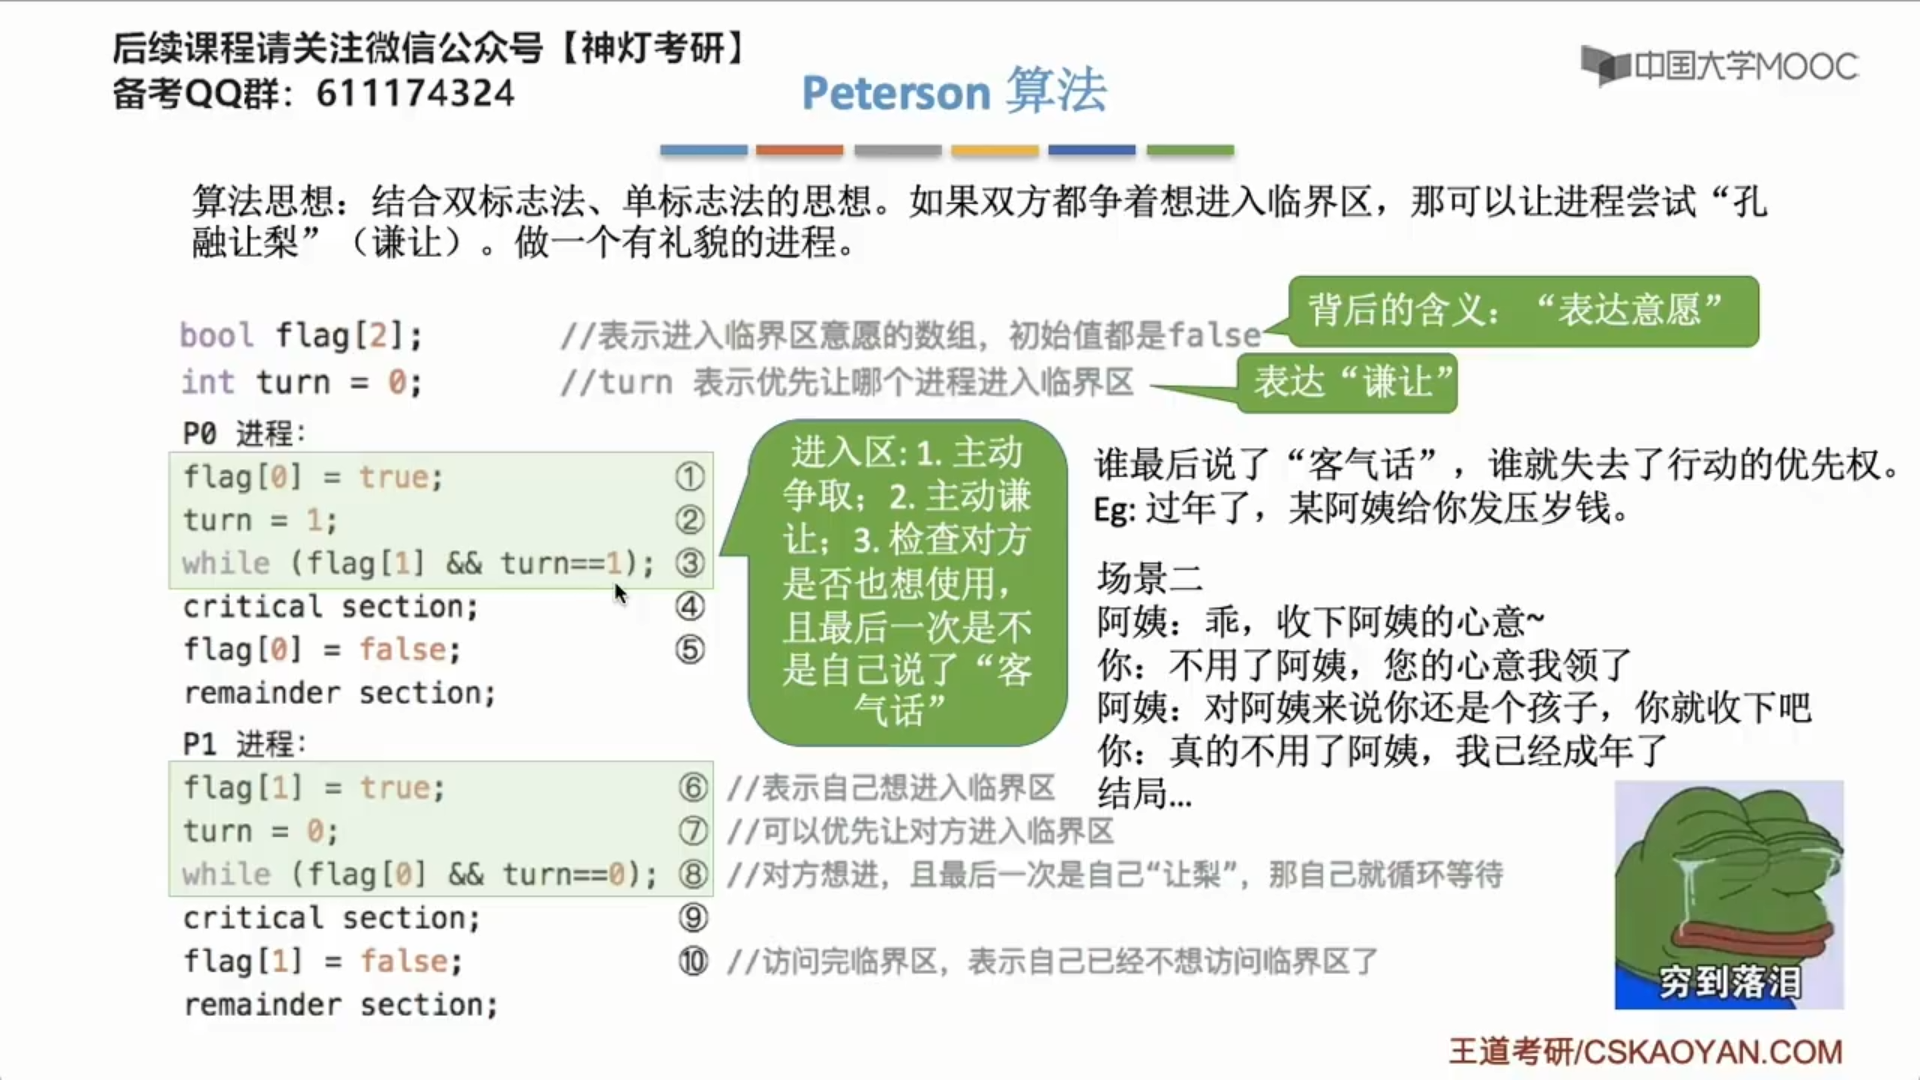 后续课程请关注微信公众号【神灯考研】
备考QQ群：611174324
中国大学MOOC
Peterson 算法
算法思想：结合双标志法、单标志法的思想。如果双方都争着想进入临界区，那可以让进程尝试“孔
融让梨”（谦让）。做一个有礼貌的进程。
背后的含义：“表达意愿”
bool flag[2]; //表示进入临界区意愿的数组，初始值都是false
int turn = 0; //turn 表示优先让哪个进程进入临界区
表达“谦让”
P0 进程：
flag[0] = true; ①
turn = 1; ②
while (flag[1] && turn==1); ③
critical section; ④
flag[0] = false; ⑤
remainder section;
进入区: 1. 主动
争取；2. 主动谦
让；3. 检查对方
是否也想使用，
且最后一次是不
是自己说了“客
气话”
谁最后说了“客气话”，谁就失去了行动的优先权。
Eg: 过年了，某阿姨给你发压岁钱。
场景二
阿姨：乖，收下阿姨的心意~
你：不用了阿姨，您的心意我领了
阿姨：对阿姨来说你还是个孩子，你就收下吧
你：真的不用了阿姨，我已经成年了
结局...
P1 进程：
flag[1] = true; ⑥ //表示自己想进入临界区
turn = 0; ⑦ //可以优先让对方进入临界区
while (flag[0] && turn==0); ⑧ //对方想进，且最后一次是自己“让梨”，那自己就循环等待
critical section; ⑨
flag[1] = false; ⑩ //访问完临界区，表示自己已经不想访问临界区了
remainder section;
穷到落泪
王道考研/CSKAOYAN.COM